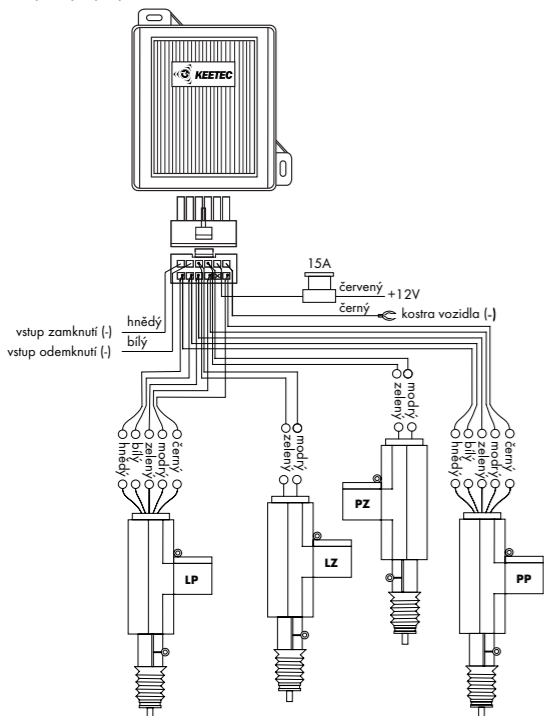 KEETEC
15A
červený
+12V
černý
kostra vozidla (-)
hnědý
vstup zamknutí (-)
bílý
vstup odemknutí (-)
zelený
modrý
hnědý
bílý
zelený
modrý
černý
zelený
modrý
hnědý
bílý
zelený
modrý
černý
PZ
LP
LZ
PP